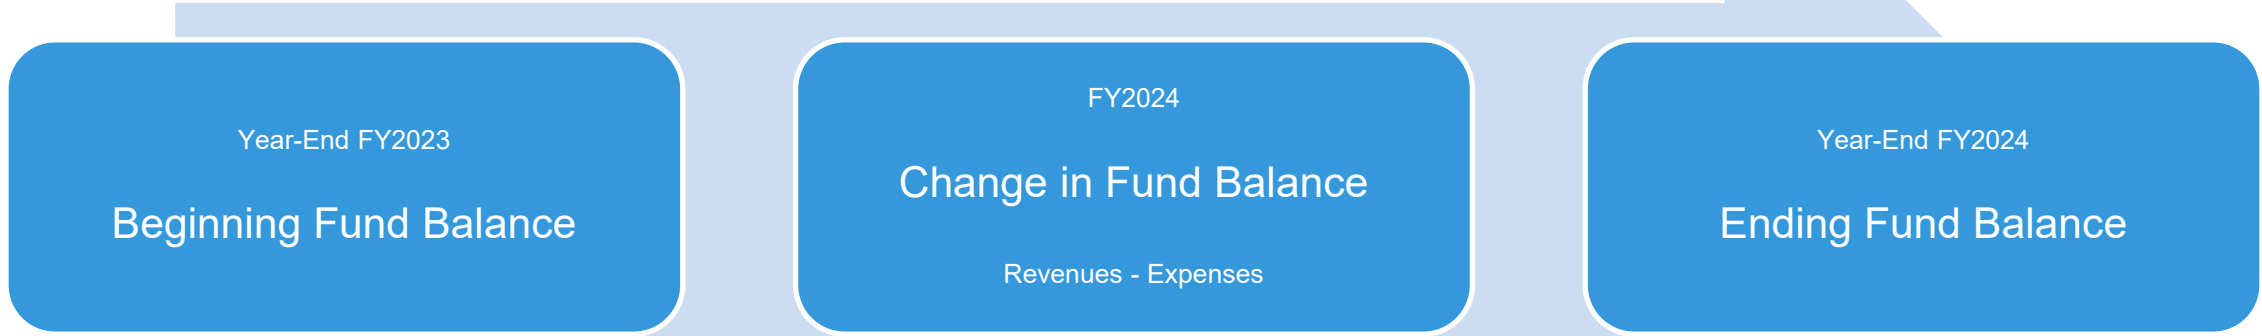 Year-End FY2023
Beginning Fund Balance
FY2024
Change in Fund Balance
Revenues - Expenses
Year-End FY2024
Ending Fund Balance